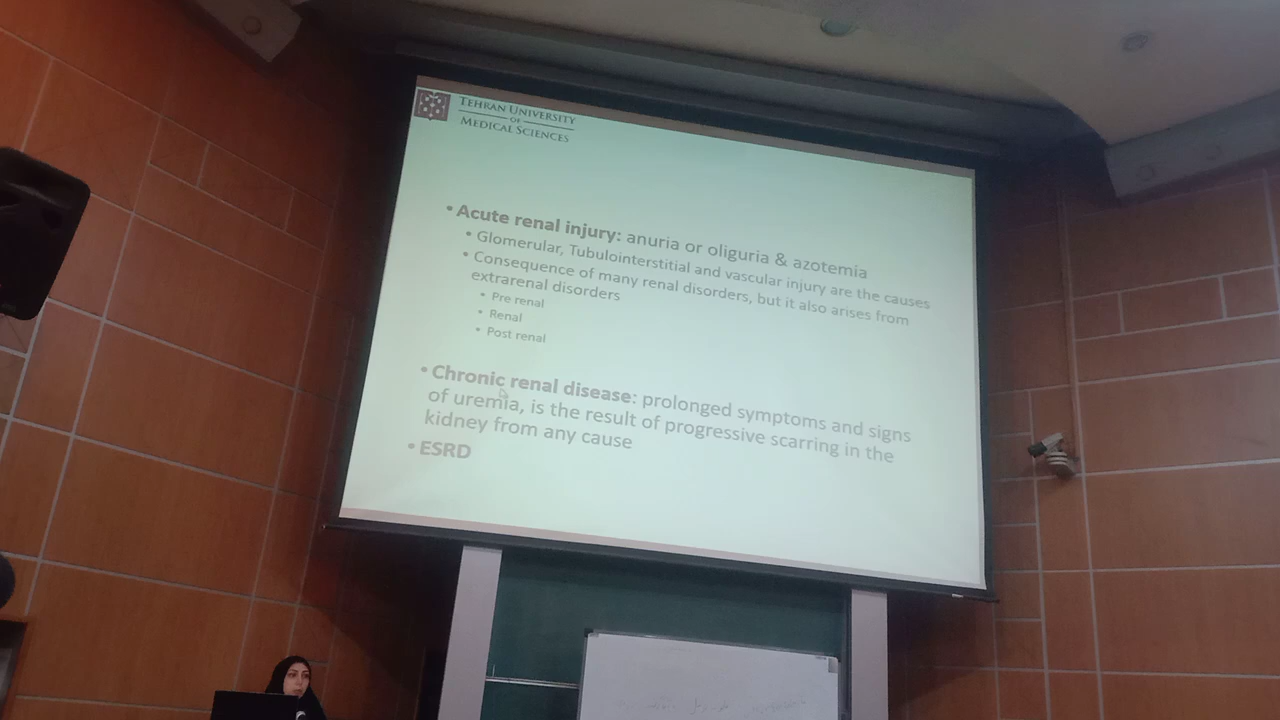 TEHRAN UNIVERSITY
OF
MEDICAL SCIENCES
• Acute renal injury: anuria or oliguria & azotemia
• Glomerular, Tubulointerstitial and vascular injury are the causes
• Consequence of many renal disorders, but it also arises from
extrarenal disorders
• Pre renal
• Renal
• Post renal
• Chronic renal disease: prolonged symptoms and signs
of uremia, is the result of progressive scarring in the
kidney from any cause
• ESRD